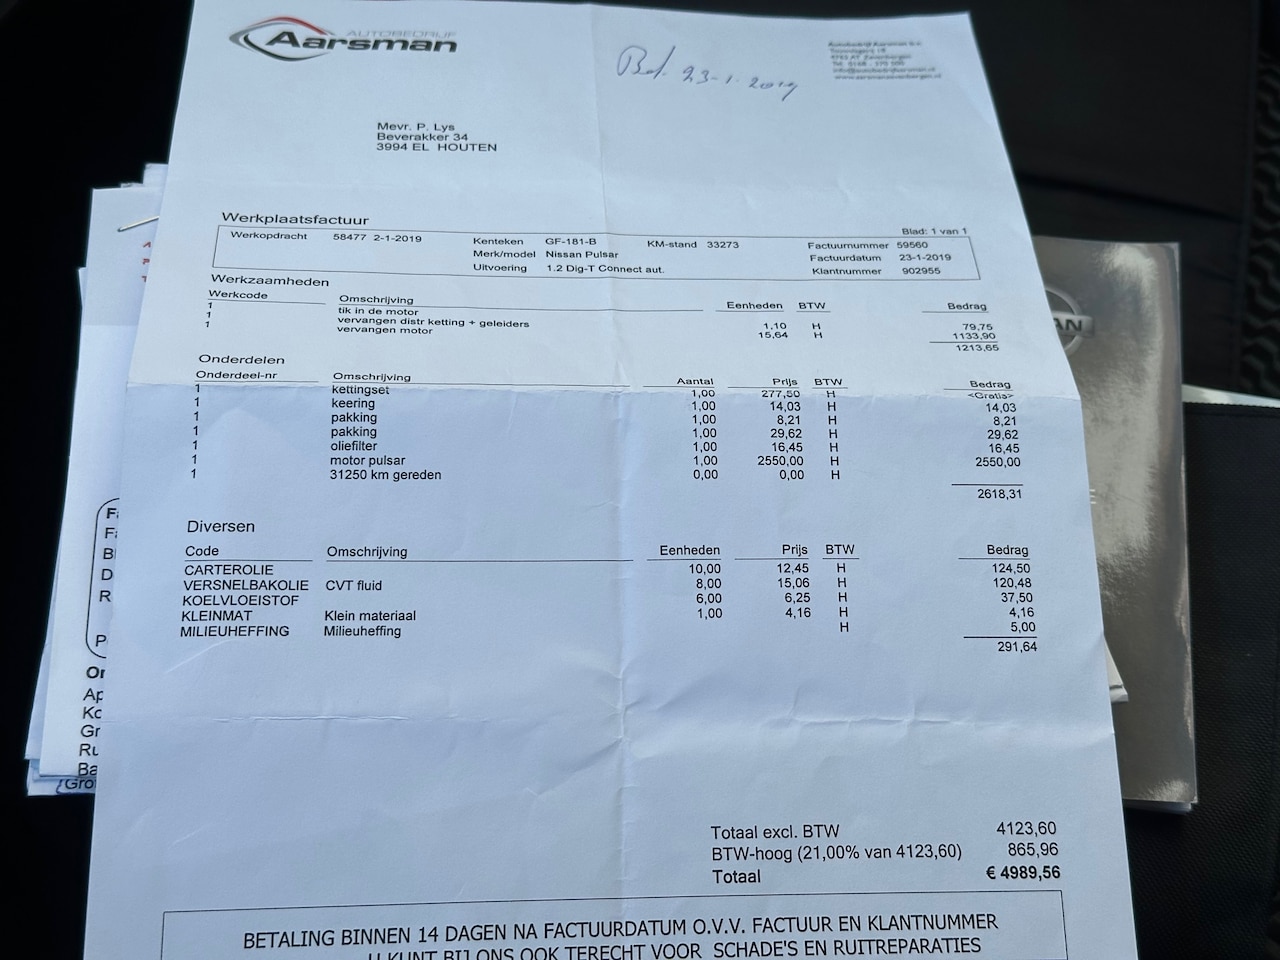 AUTOBEDRIJF
Aarsman
Bet. 23-1-2019
Autobedrijf Aarsman b.v.
Mevr. P. Lys
Beverakker 34
3994 EL HOUTEN
Werkplaatsfactuur
Blad: 1 van 1
Werkopdracht 58477 2-1-2019 Kenteken GF-181-B KM-stand 33273 Factuurnummer 59560
Merk/model Nissan Pulsar Factuurdatum 23-1-2019
Uitvoering 1.2 Dig-T Connect aut. Klantnummer 902955
Werkzaamheden
Werkcode Omschrijving Eenheden BTW Bedrag
1 tik in de motor
1 vervangen distr ketting + geleiders 1,10 H 79,75
1 vervangen motor 15,64 H 1133,90
1213,65
Onderdelen
Onderdeel-nr Omschrijving Aantal Prijs BTW Bedrag
1 kettingset 1,00 277,50 H <Gratis>
1 keering 1,00 14,03 H 14,03
1 pakking 1,00 8,21 H 8,21
1 pakking 1,00 29,62 H 29,62
1 oliefilter 1,00 16,45 H 16,45
1 motor pulsar 1,00 2550,00 H 2550,00
1 31250 km gereden 0,00 0,00 H
2618,31
Diversen
Code Omschrijving Eenheden Prijs BTW Bedrag
CARTEROLIE 10,00 12,45 H 124,50
VERSNELBAKOLIE CVT fluid 8,00 15,06 H 120,48
KOELVLOEISTOF 6,00 6,25 H 37,50
KLEINMAT Klein materiaal 1,00 4,16 H 4,16
MILIEUHEFFING Milieuheffing H 5,00
291,64
Totaal excl. BTW 4123,60
BTW-hoog (21,00% van 4123,60) 865,96
Totaal € 4989,56
BETALING BINNEN 14 DAGEN NA FACTUURDATUM O.V.V. FACTUUR EN KLANTNUMMER
U KUNT BIJ ONS OOK TERECHT VOOR SCHADE'S EN RUITREPARATIES